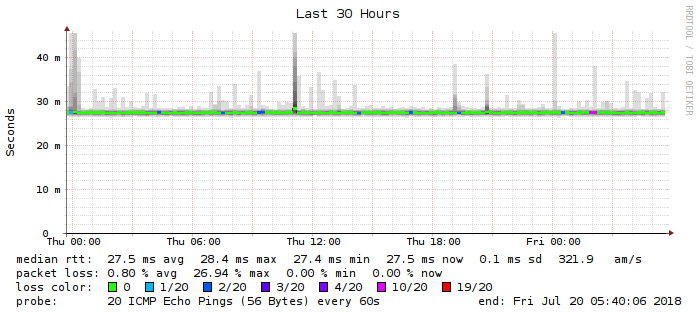 Last 30 Hours
RRDTOOL / TOBI OETIKER
Seconds
40 m
30 m
20 m
10 m
0
Thu 00:00 Thu 06:00 Thu 12:00 Thu 18:00 Fri 00:00
median rtt: 27.5 ms avg 28.4 ms max 27.4 ms min 27.5 ms now 0.1 ms sd 321.9 am/s
packet loss: 0.80 % avg 26.94 % max 0.00 % min 0.00 % now
loss color: 0 1/20 2/20 3/20 4/20 10/20 19/20
probe: 20 ICMP Echo Pings (56 Bytes) every 60s end: Fri Jul 20 05:40:06 2018